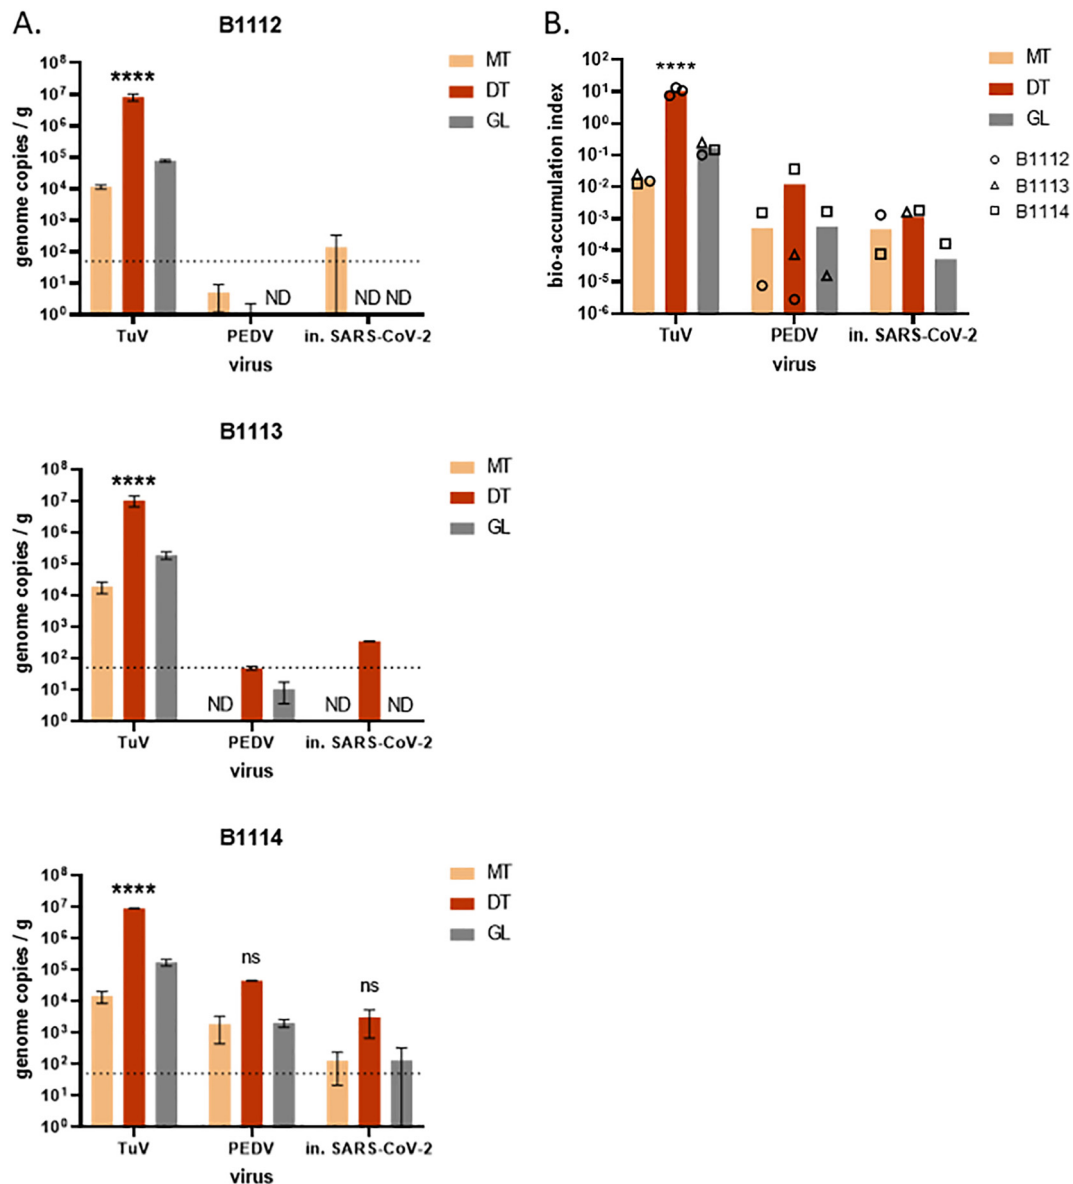 A.
B1112
10^8
10^7
10^6
10^5
10^4
10^3
10^2
10^1
10^0
genome copies / g
****
ND
ND ND
TuV PEDV in. SARS-CoV-2
virus
MT
DT
GL
B.
10^2
10^1
10^0
10^-1
10^-2
10^-3
10^-4
10^-5
10^-6
bio-accumulation index
****
TuV PEDV in. SARS-CoV-2
virus
MT
DT
GL
B1112
B1113
B1114
B1113
10^8
10^7
10^6
10^5
10^4
10^3
10^2
10^1
10^0
genome copies / g
****
ND ND ND
TuV PEDV in. SARS-CoV-2
virus
MT
DT
GL
B1114
10^8
10^7
10^6
10^5
10^4
10^3
10^2
10^1
10^0
genome copies / g
****
ns
ns
TuV PEDV in. SARS-CoV-2
virus
MT
DT
GL